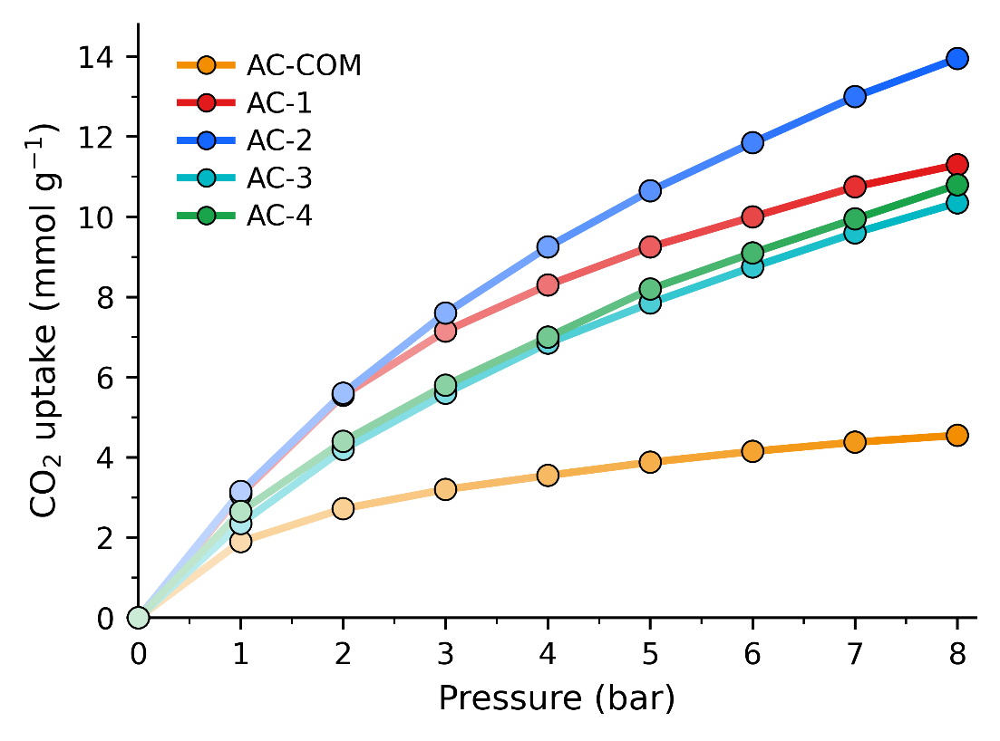 14
12
10
8
6
4
2
0
CO₂ uptake (mmol g⁻¹)
AC-COM
AC-1
AC-2
AC-3
AC-4
0 1 2 3 4 5 6 7 8
Pressure (bar)